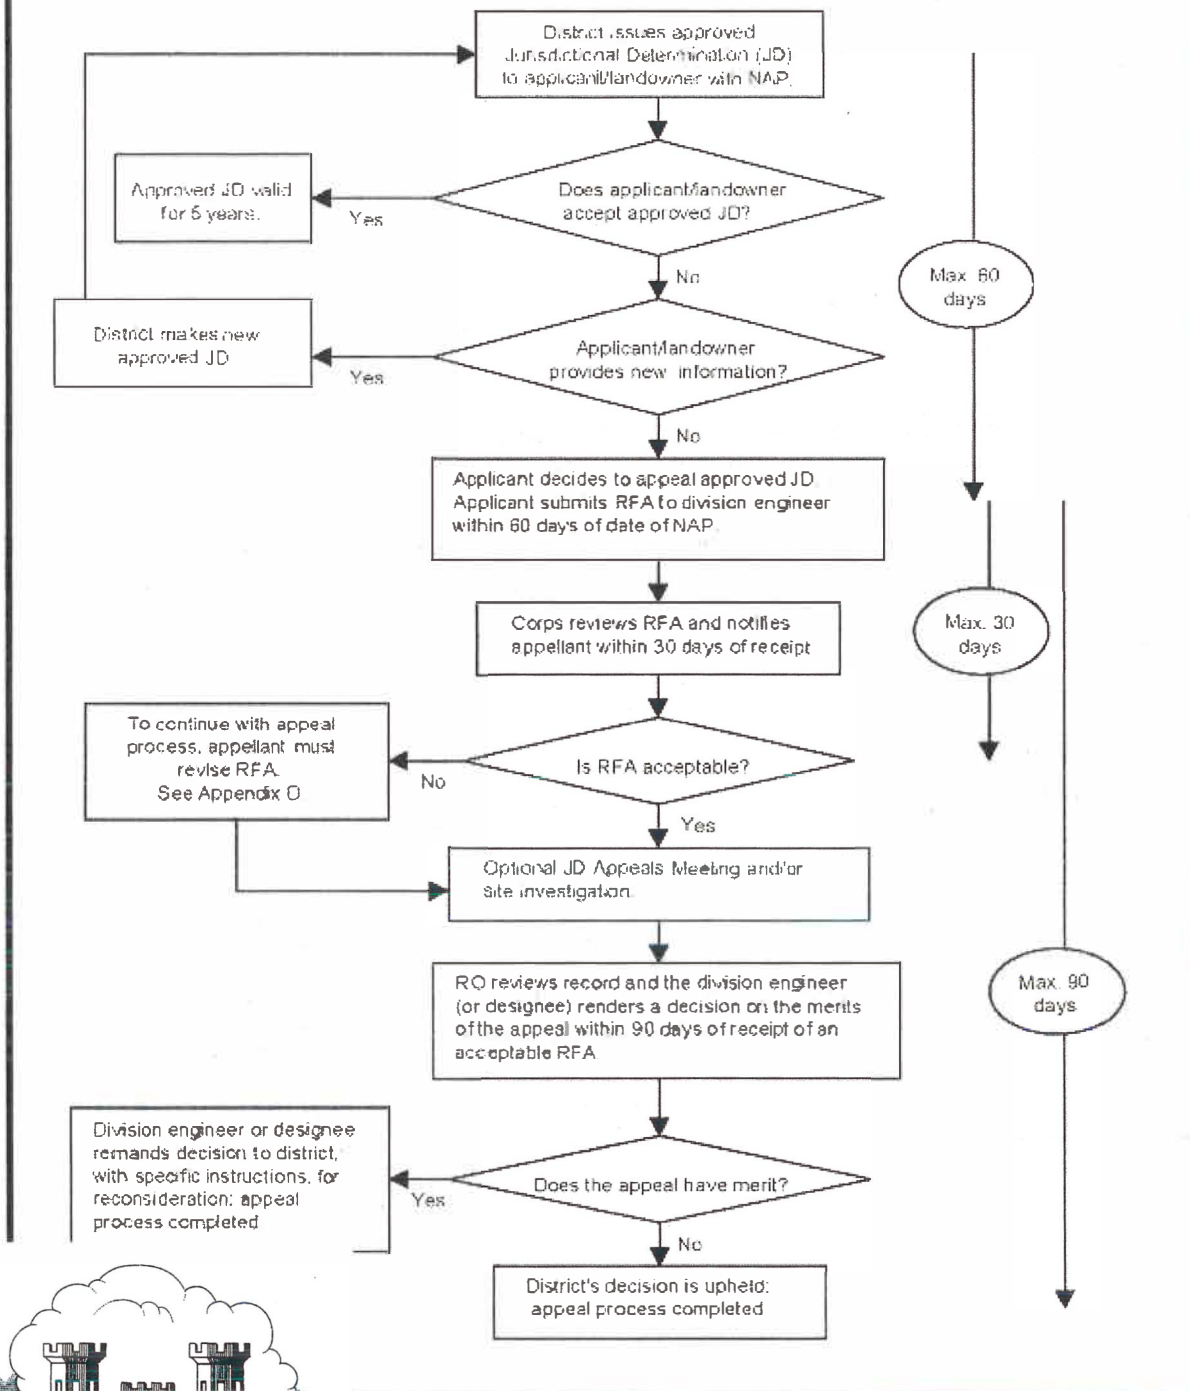 District issues approved
Jurisdictional Determination (JD)
to applicant/landowner with NAP.
Does applicant/landowner
accept approved JD?
Yes
Approved JD valid
for 5 years.
No
Max. 60
days
Applicant/landowner
provides new information?
Yes
District makes new
approved JD
No
Applicant decides to appeal approved JD
Applicant submits RFA to division engineer
within 60 days of date of NAP.
Corps reviews RFA and notifies
appellant within 30 days of receipt
Max. 30
days
Is RFA acceptable?
No
To continue with appeal
process, appellant must
revise RFA.
See Appendix D
Yes
Optional JD Appeals Meeting and/or
site investigation.
RO reviews record and the division engineer
(or designee) renders a decision on the merits
of the appeal within 90 days of receipt of an
acceptable RFA
Max. 90
days
Does the appeal have merit?
Yes
Division engineer or designee
remands decision to district,
with specific instructions, for
reconsideration; appeal
process completed
No
District's decision is upheld;
appeal process completed